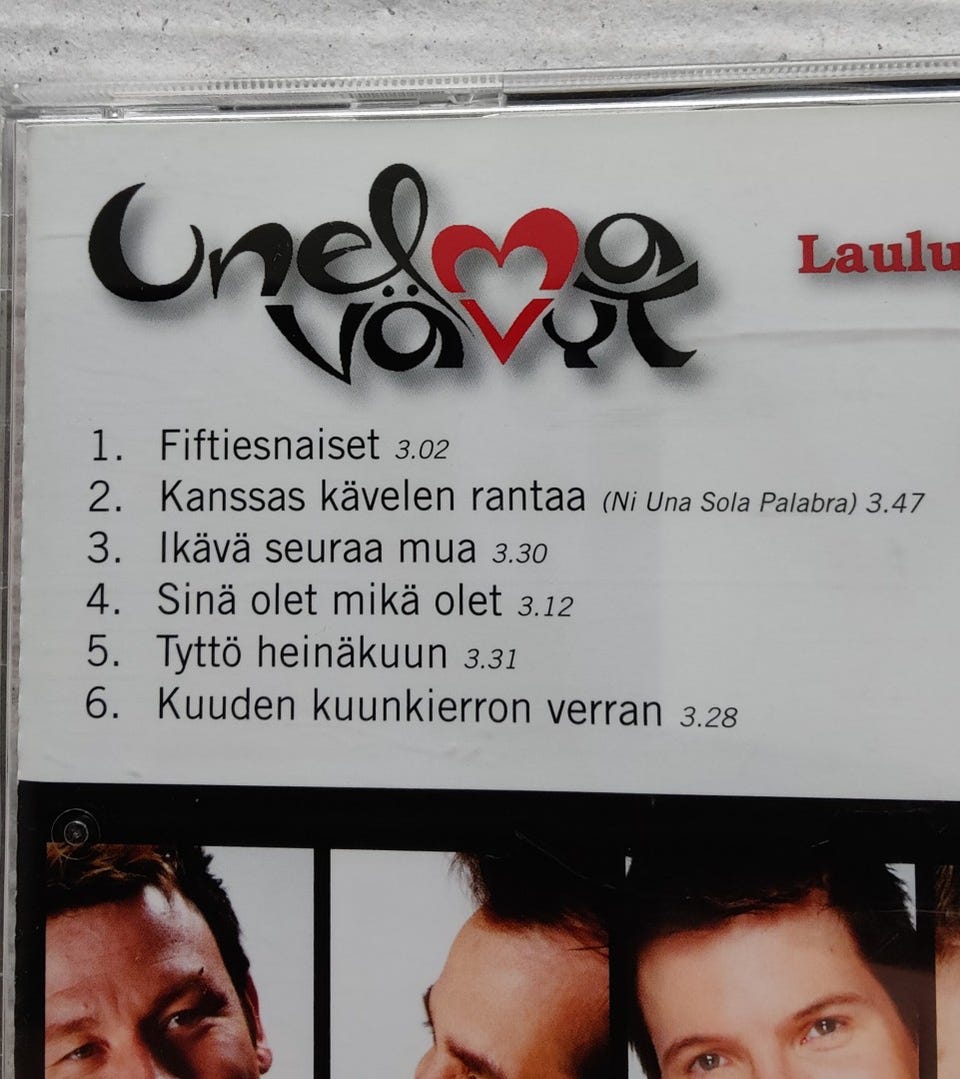 Unelma
vävyt
Laulu
1. Fiftiesnaiset 3.02
2. Kanssas kävelen rantaa (Ni Una Sola Palabra) 3.47
3. Ikävä seuraa mua 3.30
4. Sinä olet mikä olet 3.12
5. Tyttö heinäkuun 3.31
6. Kuuden kuunkierron verran 3.28